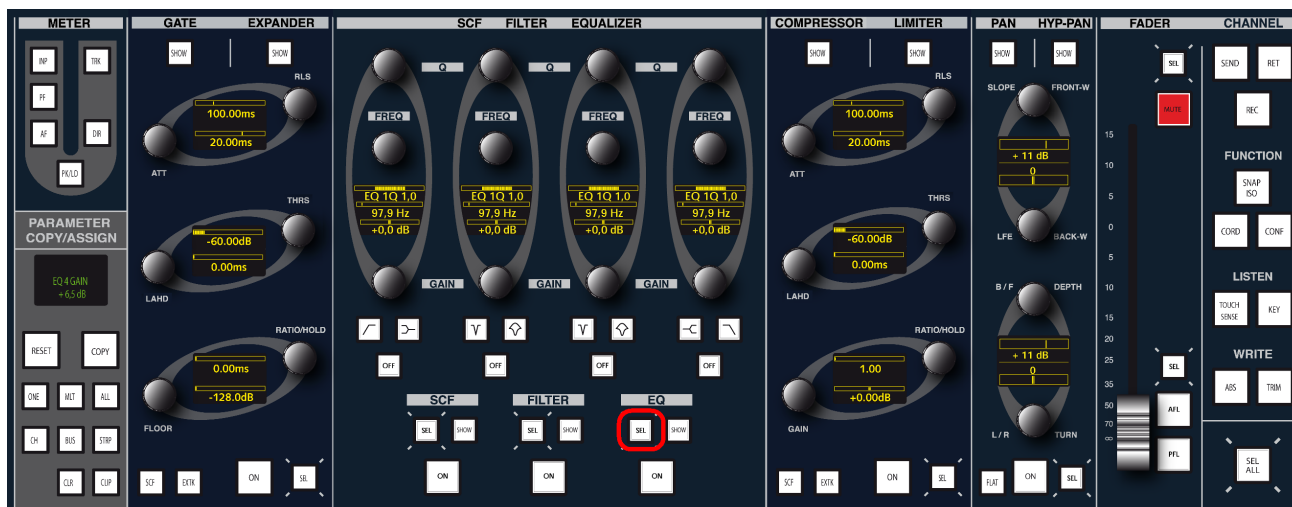 METER
INP
TRK
PF
AF
DIR
PK/LD
PARAMETER
COPY/ASSIGN
EQ 4 GAIN
+ 6,5 dB
RESET
COPY
ONE
MLT
ALL
CH
BUS
STRP
CLR
CLIP
GATE
EXPANDER
SHOW
SHOW
RLS
100.00ms
20.00ms
ATT
THRS
-60.00dB
0.00ms
LAHD
RATIO/HOLD
0.00ms
-128.0dB
FLOOR
SCF
EXTK
ON
SEL
SCF FILTER EQUALIZER
Q
Q
Q
FREQ
FREQ
FREQ
FREQ
EQ 1Q 1,0
97,9 Hz
+0,0 dB
EQ 1Q 1,0
97,9 Hz
+0,0 dB
EQ 1Q 1,0
97,9 Hz
+0,0 dB
EQ 1Q 1,0
97,9 Hz
+0,0 dB
GAIN
GAIN
GAIN
OFF
OFF
OFF
OFF
SCF
FILTER
EQ
SEL
SHOW
SEL
SHOW
SEL
SHOW
ON
ON
ON
COMPRESSOR
LIMITER
SHOW
SHOW
RLS
100.00ms
20.00ms
ATT
THRS
-60.00dB
0.00ms
LAHD
RATIO/HOLD
1.00
+0.00dB
GAIN
SCF
EXTK
ON
SEL
PAN
HYP-PAN
SHOW
SHOW
SLOPE
FRONT-W
+ 11 dB
0
LFE
BACK-W
B / F
DEPTH
+ 11 dB
0
L / R
TURN
FLAT
ON
SEL
FADER
SEL
MUTE
15
10
5
0
5
10
15
20
25
35
50
70
∞
SEL
AFL
PFL
CHANNEL
SEND
RET
REC
FUNCTION
SNAP
ISO
CORD
CONF
LISTEN
TOUCH
SENSE
KEY
WRITE
ABS
TRIM
SEL
ALL